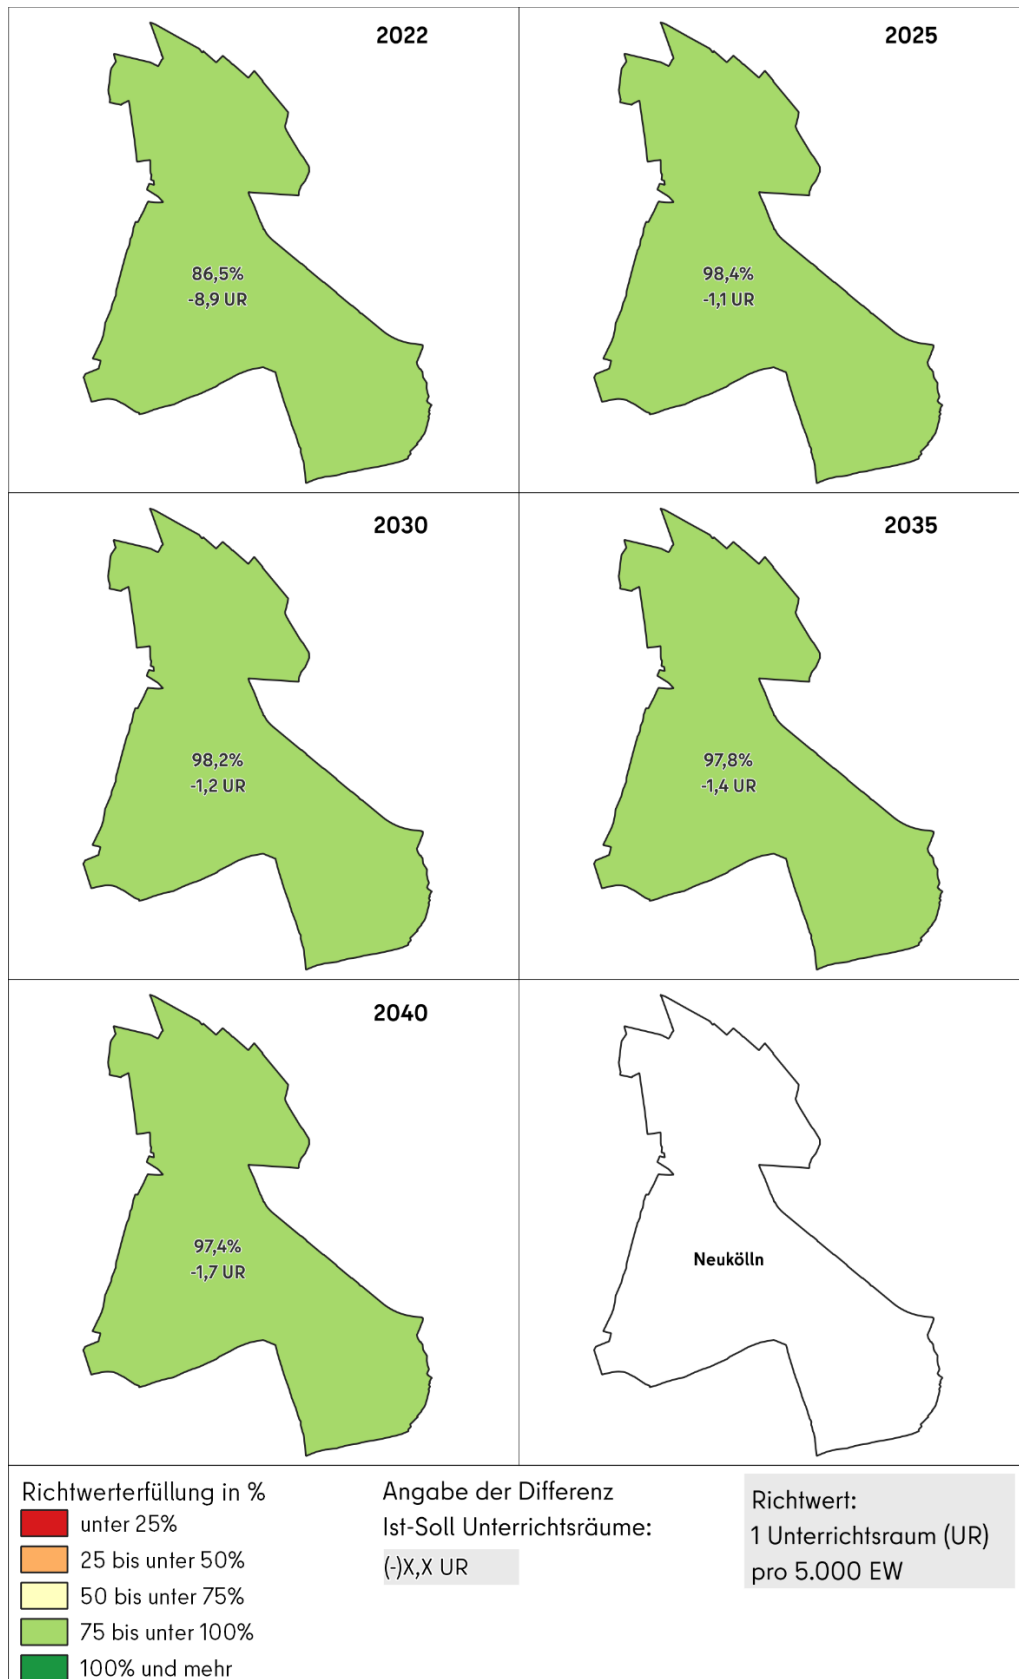 2022
86,5%
-8,9 UR
2025
98,4%
-1,1 UR
2030
98,2%
-1,2 UR
2035
97,8%
-1,4 UR
2040
97,4%
-1,7 UR
Neukölln
Richtwerterfüllung in %
unter 25%
25 bis unter 50%
50 bis unter 75%
75 bis unter 100%
100% und mehr
Angabe der Differenz
Ist-Soll Unterrichtsräume:
(-)X,X UR
Richtwert:
1 Unterrichtsraum (UR)
pro 5.000 EW